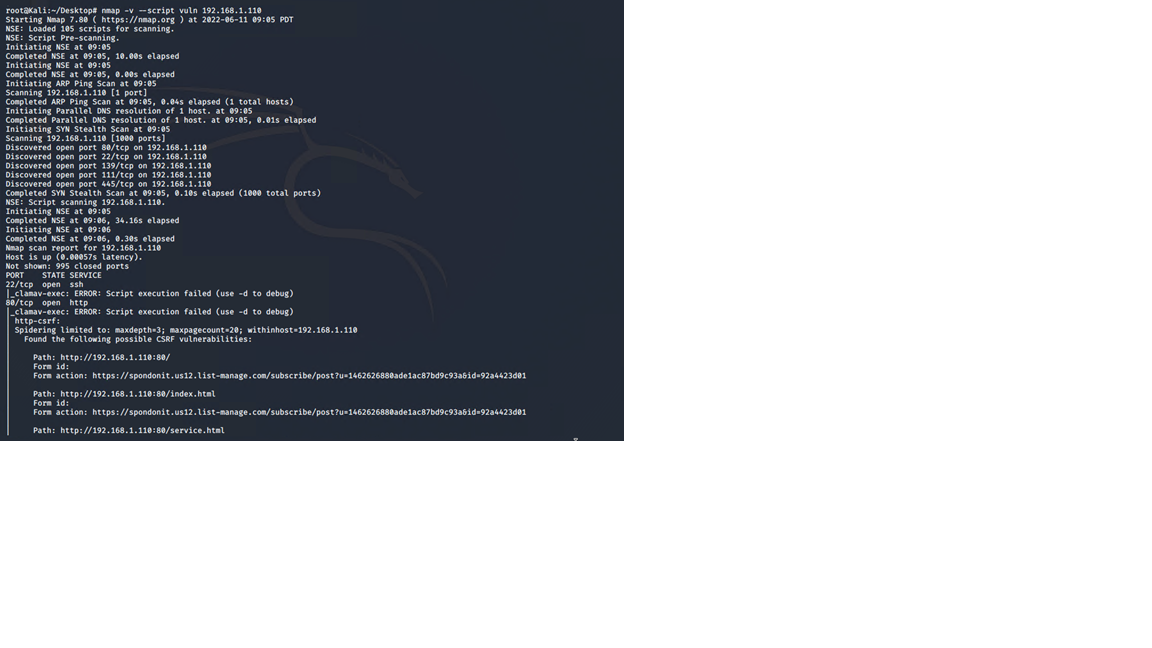 root@Kali:~/Desktop# nmap -v --script vuln 192.168.1.110
Starting Nmap 7.80 ( https://nmap.org ) at 2022-06-11 09:05 PDT
NSE: Loaded 105 scripts for scanning.
NSE: Script Pre-scanning.
Initiating NSE at 09:05
Completed NSE at 09:05, 10.00s elapsed
Initiating NSE at 09:05
Completed NSE at 09:05, 0.00s elapsed
Initiating ARP Ping Scan at 09:05
Scanning 192.168.1.110 [1 port]
Completed ARP Ping Scan at 09:05, 0.04s elapsed (1 total hosts)
Initiating Parallel DNS resolution of 1 host. at 09:05
Completed Parallel DNS resolution of 1 host. at 09:05, 0.01s elapsed
Initiating SYN Stealth Scan at 09:05
Scanning 192.168.1.110 [1000 ports]
Discovered open port 80/tcp on 192.168.1.110
Discovered open port 22/tcp on 192.168.1.110
Discovered open port 139/tcp on 192.168.1.110
Discovered open port 111/tcp on 192.168.1.110
Discovered open port 445/tcp on 192.168.1.110
Completed SYN Stealth Scan at 09:05, 0.10s elapsed (1000 total ports)
NSE: Script scanning 192.168.1.110.
Initiating NSE at 09:05
Completed NSE at 09:06, 34.16s elapsed
Initiating NSE at 09:06
Completed NSE at 09:06, 0.30s elapsed
Nmap scan report for 192.168.1.110
Host is up (0.00057s latency).
Not shown: 995 closed ports
PORT    STATE SERVICE
22/tcp  open  ssh
|_clamav-exec: ERROR: Script execution failed (use -d to debug)
80/tcp  open  http
|_clamav-exec: ERROR: Script execution failed (use -d to debug)
| http-csrf:
| Spidering limited to: maxdepth=3; maxpagecount=20; withinhost=192.168.1.110
|   Found the following possible CSRF vulnerabilities:
|
|     Path: http://192.168.1.110:80/
|     Form id:
|     Form action: https://spondonit.us12.list-manage.com/subscribe/post?u=1462626880ade1ac87bd9c93a&id=92a4423d01
|
|     Path: http://192.168.1.110:80/index.html
|     Form id:
|     Form action: https://spondonit.us12.list-manage.com/subscribe/post?u=1462626880ade1ac87bd9c93a&id=92a4423d01
|
|     Path: http://192.168.1.110:80/service.html